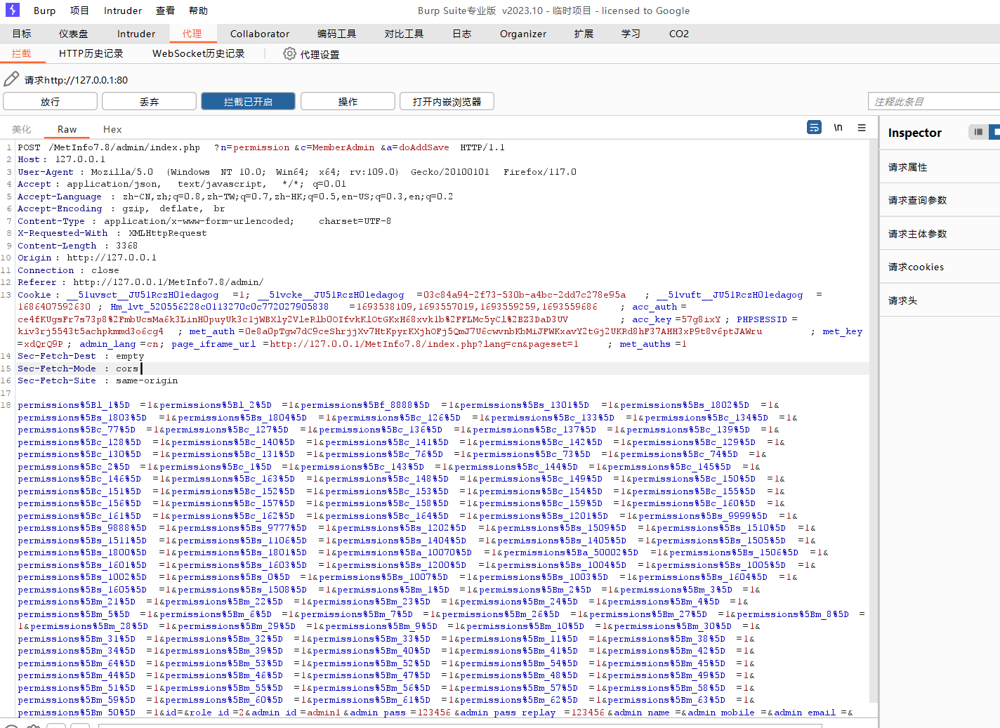 Burp 项目 Intruder 查看 帮助 Burp Suite专业版 v2023.10 - 临时项目 - licensed to Google
目标 仪表盘 Intruder 代理 Collaborator 编码工具 对比工具 日志 Organizer 扩展 学习 CO2
拦截 HTTP历史记录 WebSocket历史记录 代理设置
请求http://127.0.0.1:80
放行 丢弃 拦截已开启 操作 打开内嵌浏览器 注释此条目
美化 Raw Hex \n ≡
Inspector
请求属性
请求查询参数
请求主体参数
请求cookies
请求头
1 POST /MetInfo7.8/admin/index.php ?n=permission &c=MemberAdmin &a=doAddSave HTTP/1.1
2 Host : 127.0.0.1
3 User-Agent : Mozilla/5.0 (Windows NT 10.0; Win64; x64; rv:109.0) Gecko/20100101 Firefox/117.0
4 Accept : application/json, text/javascript, */*; q=0.01
5 Accept-Language : zh-CN,zh;q=0.8,zh-TW;q=0.7,zh-HK;q=0.5,en-US;q=0.3,en;q=0.2
6 Accept-Encoding : gzip, deflate, br
7 Content-Type : application/x-www-form-urlencoded; charset=UTF-8
8 X-Requested-With : XMLHttpRequest
9 Content-Length : 3368
10 Origin : http://127.0.0.1
11 Connection : close
12 Referer : http://127.0.0.1/MetInfo7.8/admin/
13 Cookie : __51uvsct__JU51RczH01edagog =1; __51vcke__JU51RczH01edagog =03c84a94-2f73-530b-a4bc-2dd7c278e95a ; __51vuft__JU51RczH01edagog =
1686407592630 ; Hm_lvt_520556228c0113270c0c772027905838 =1693538109,1693557019,1693559259,1693559686 ; acc_auth =
ce4fKUgsFr7s73p8%2FmbUcsMa6k3LinH0puyUk3c1jWBXly2VleRlb0OIfvkKlOtGKxH68xvk1b%2FFLMc5yCl%2BZ3DaD3UV ; acc_key =57g8ixY ; PHPSESSID =
kiv3rj5543t5achpkmmd3o6cg4 ; met_auth =0e8a0pTqw7dC9ceShrjjXv7HtKpyrKXjhOFj5QmJ7U6cwvnbKbMiJFWKxavY2tGj2UKRd8hF37AHH3xP9t8v6ptJAWru ; met_key
=xdQrQ9P ; admin_lang =cn; page_iframe_url =http://127.0.0.1/MetInfo7.8/index.php?lang=cn&pageset=1 ; met_auths =1
14 Sec-Fetch-Dest : empty
15 Sec-Fetch-Mode : cors
16 Sec-Fetch-Site : same-origin
17
18 permissions%5Bl_1%5D =1&permissions%5Bl_2%5D =1&permissions%5Bf_8888%5D =1&permissions%5Bs_1301%5D =1&permissions%5Bs_1802%5D =1&
permissions%5Bs_1803%5D =1&permissions%5Bs_1804%5D =1&permissions%5Bc_126%5D =1&permissions%5Bc_133%5D =1&permissions%5Bc_134%5D =1&
permissions%5Bc_77%5D =1&permissions%5Bc_127%5D =1&permissions%5Bc_136%5D =1&permissions%5Bc_137%5D =1&permissions%5Bc_139%5D =1&
permissions%5Bc_128%5D =1&permissions%5Bc_140%5D =1&permissions%5Bc_141%5D =1&permissions%5Bc_142%5D =1&permissions%5Bc_129%5D =1&
permissions%5Bc_130%5D =1&permissions%5Bc_131%5D =1&permissions%5Bc_76%5D =1&permissions%5Bc_73%5D =1&permissions%5Bc_74%5D =1&
permissions%5Bc_2%5D =1&permissions%5Bc_1%5D =1&permissions%5Bc_143%5D =1&permissions%5Bc_144%5D =1&permissions%5Bc_145%5D =1&
permissions%5Bc_146%5D =1&permissions%5Bc_163%5D =1&permissions%5Bc_148%5D =1&permissions%5Bc_149%5D =1&permissions%5Bc_150%5D =1&
permissions%5Bc_151%5D =1&permissions%5Bc_152%5D =1&permissions%5Bc_153%5D =1&permissions%5Bc_154%5D =1&permissions%5Bc_155%5D =1&
permissions%5Bc_156%5D =1&permissions%5Bc_157%5D =1&permissions%5Bc_158%5D =1&permissions%5Bc_159%5D =1&permissions%5Bc_160%5D =1&
permissions%5Bc_161%5D =1&permissions%5Bc_162%5D =1&permissions%5Bc_164%5D =1&permissions%5Bs_1201%5D =1&permissions%5Bs_9999%5D =1&
permissions%5Bs_9888%5D =1&permissions%5Bs_9777%5D =1&permissions%5Bs_1202%5D =1&permissions%5Bs_1509%5D =1&permissions%5Bs_1510%5D =1&
permissions%5Bs_1511%5D =1&permissions%5Bs_1106%5D =1&permissions%5Bs_1404%5D =1&permissions%5Bs_1405%5D =1&permissions%5Bs_1505%5D =1&
permissions%5Bs_1800%5D =1&permissions%5Bs_1801%5D =1&permissions%5Ba_10070%5D =1&permissions%5Ba_50002%5D =1&permissions%5Bs_1506%5D =1&
permissions%5Bs_1601%5D =1&permissions%5Bs_1603%5D =1&permissions%5Bs_1200%5D =1&permissions%5Bs_1004%5D =1&permissions%5Bs_1005%5D =1&
permissions%5Bs_1002%5D =1&permissions%5Bs_0%5D =1&permissions%5Bs_1007%5D =1&permissions%5Bs_1003%5D =1&permissions%5Bs_1604%5D =1&
permissions%5Bs_1605%5D =1&permissions%5Bs_1508%5D =1&permissions%5Bm_1%5D =1&permissions%5Bm_2%5D =1&permissions%5Bm_3%5D =1&
permissions%5Bm_21%5D =1&permissions%5Bm_22%5D =1&permissions%5Bm_23%5D =1&permissions%5Bm_24%5D =1&permissions%5Bm_4%5D =1&
permissions%5Bm_5%5D =1&permissions%5Bm_6%5D =1&permissions%5Bm_7%5D =1&permissions%5Bm_26%5D =1&permissions%5Bm_27%5D =1&permissions%5Bm_8%5D =
1&permissions%5Bm_28%5D =1&permissions%5Bm_29%5D =1&permissions%5Bm_9%5D =1&permissions%5Bm_10%5D =1&permissions%5Bm_30%5D =1&
permissions%5Bm_31%5D =1&permissions%5Bm_32%5D =1&permissions%5Bm_33%5D =1&permissions%5Bm_11%5D =1&permissions%5Bm_38%5D =1&
permissions%5Bm_34%5D =1&permissions%5Bm_39%5D =1&permissions%5Bm_40%5D =1&permissions%5Bm_41%5D =1&permissions%5Bm_42%5D =1&
permissions%5Bm_64%5D =1&permissions%5Bm_53%5D =1&permissions%5Bm_52%5D =1&permissions%5Bm_54%5D =1&permissions%5Bm_45%5D =1&
permissions%5Bm_44%5D =1&permissions%5Bm_46%5D =1&permissions%5Bm_47%5D =1&permissions%5Bm_48%5D =1&permissions%5Bm_49%5D =1&
permissions%5Bm_51%5D =1&permissions%5Bm_55%5D =1&permissions%5Bm_56%5D =1&permissions%5Bm_57%5D =1&permissions%5Bm_58%5D =1&
permissions%5Bm_59%5D =1&permissions%5Bm_60%5D =1&permissions%5Bm_61%5D =1&permissions%5Bm_62%5D =1&permissions%5Bm_63%5D =1&
permissions%5Bm_50%5D =1&id=&role_id =2&admin_id =admin1 &admin_pass =123456 &admin_pass_replay =123456 &admin_name =&admin_mobile =&admin_email =&